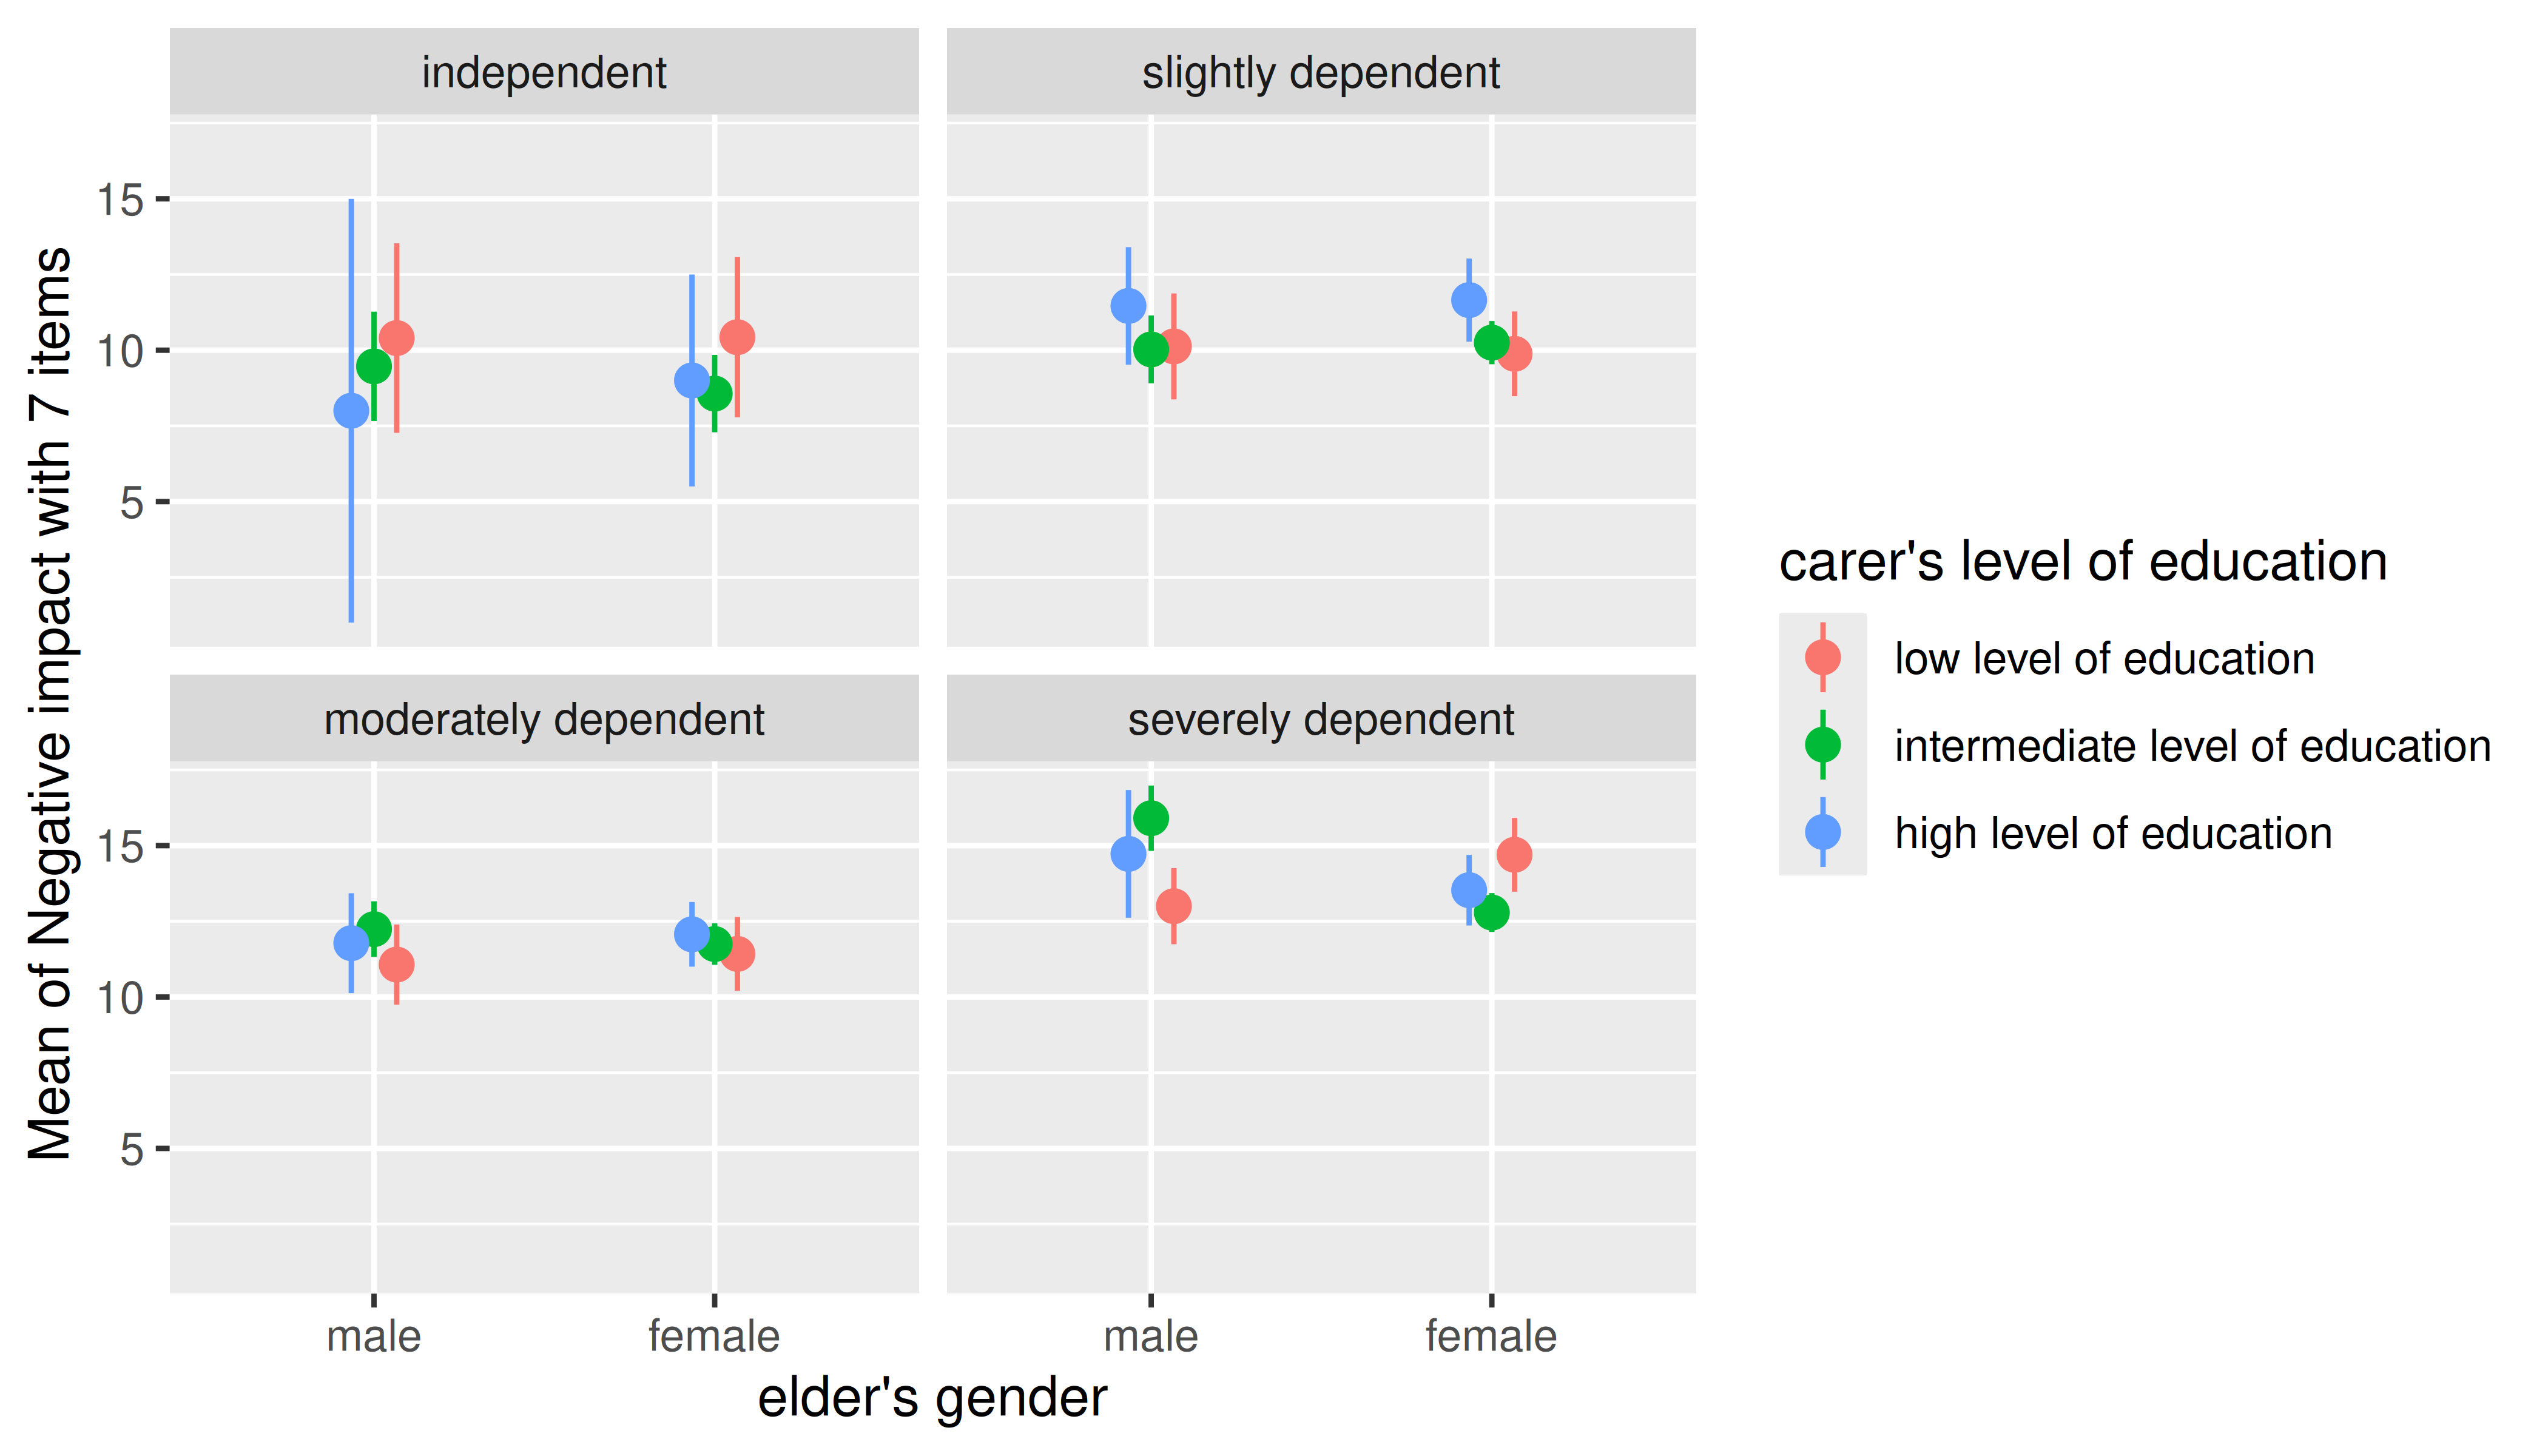 independent
slightly dependent
15
10
5
moderately dependent
severely dependent
15
10
5
male
female
male
female
elder's gender
Mean of Negative impact with 7 items
carer's level of education
low level of education
intermediate level of education
high level of education